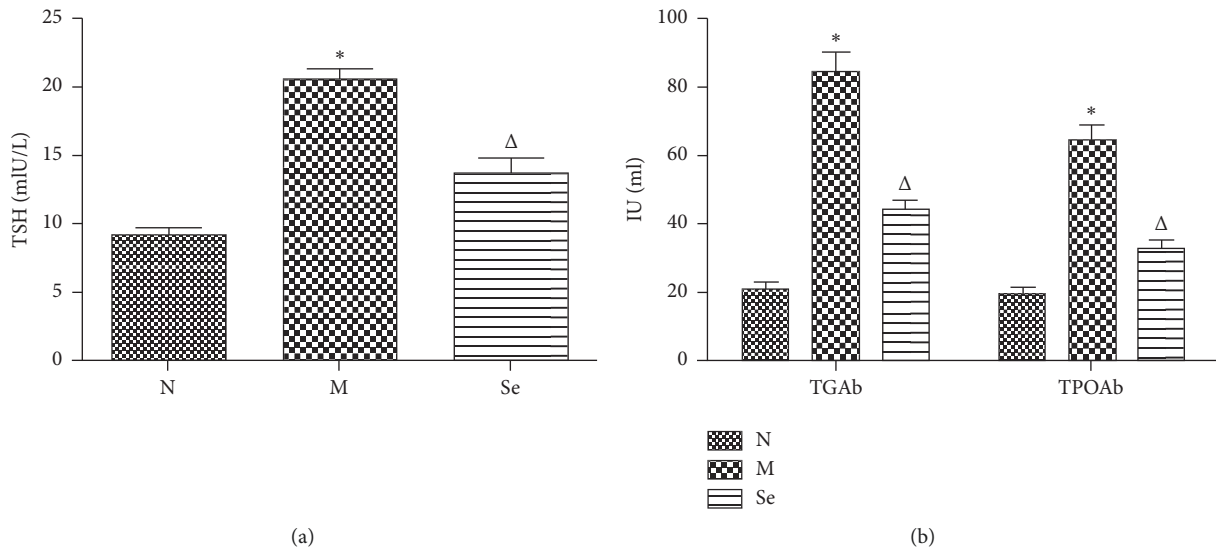 TSH (mIU/L)
25
20
15
10
5
0
*
Δ
N
M
Se
(a)
IU (ml)
100
80
60
40
20
0
*
Δ
*
Δ
TGAb
TPOAb
N
M
Se
(b)